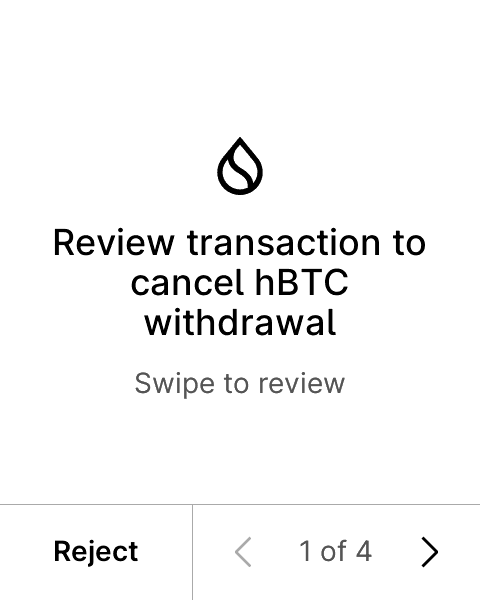 Review transaction to
cancel hBTC
withdrawal
Swipe to review
Reject
1 of 4